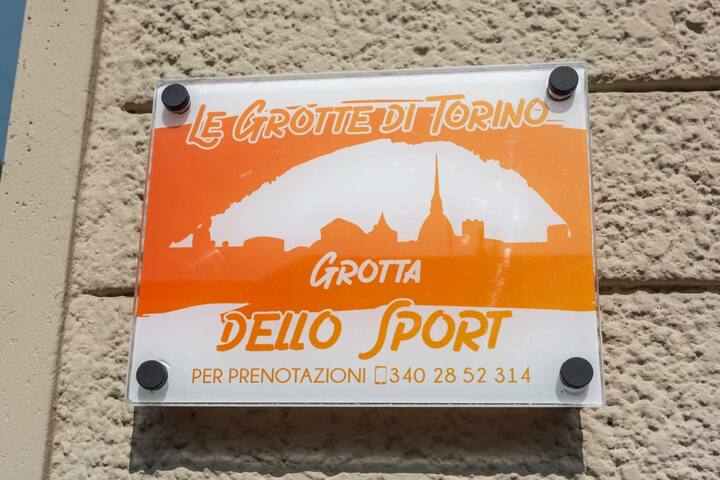 LE GROTTE DI TORINO
GROTTA
DELLO SPORT
PER PRENOTAZIONI 340 28 52 314